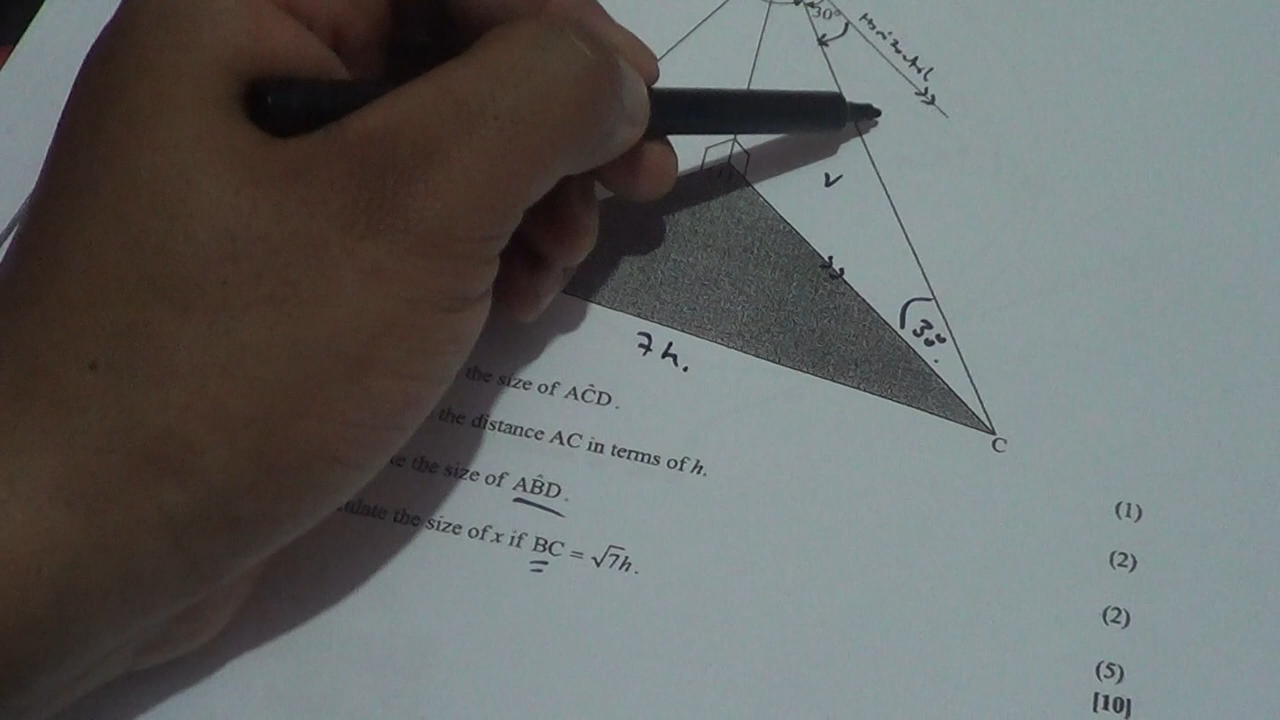 30°
Horizontal
30°
7h.
C
the size of AĈD.
the distance AC in terms of h.
the size of AB̂D.
the size of x if BC = √7h.
(1)
(2)
(2)
(5)
[10]